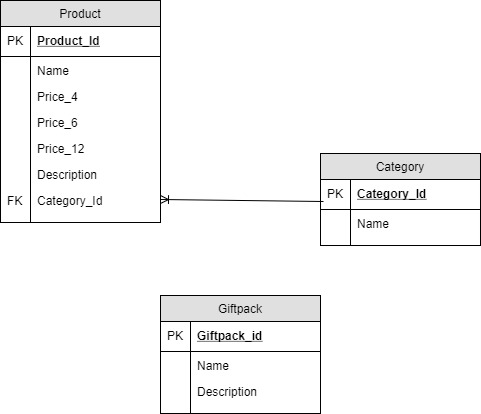 Product
PK Product_Id
Name
Price_4
Price_6
Price_12
Description
FK Category_Id
Category
PK Category_Id
Name
Giftpack
PK Giftpack_id
Name
Description